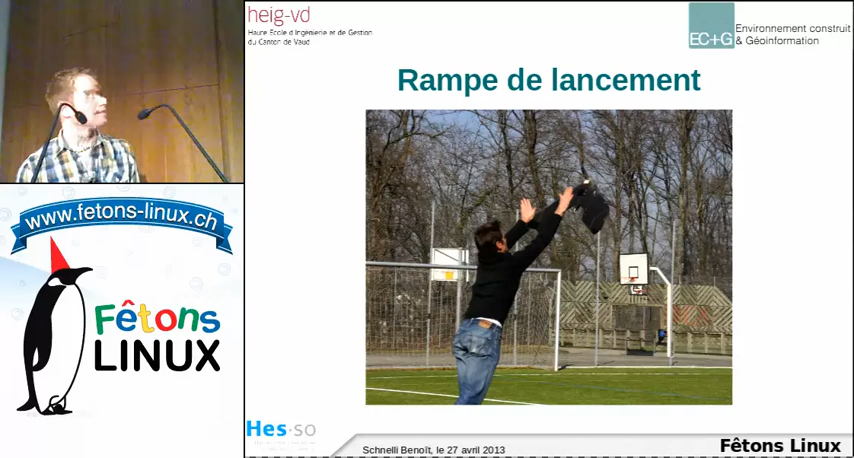 heig-vd
Haute Ecole d'Ingénierie et de Gestion
du Canton de Vaud
EC+G
Environnement construit
& Géoinformation
Rampe de lancement
www.fetons-linux.ch
Fêtons
LINUX
Hes·so
Schnelli Benoît, le 27 avril 2013
Fêtons Linux